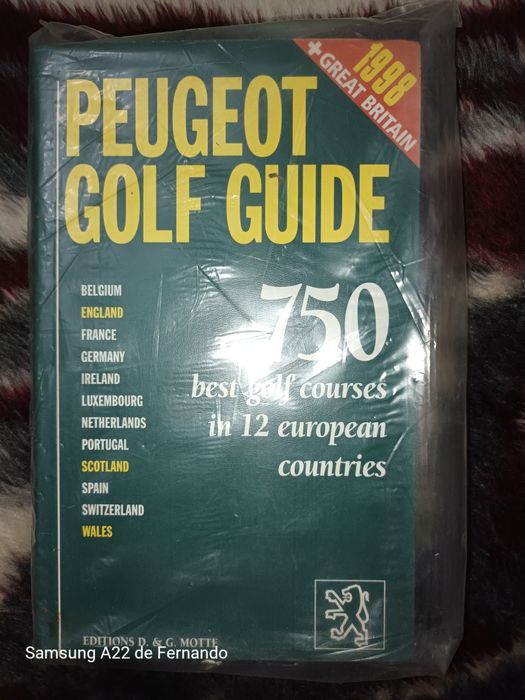 1998
+GREAT BRITAIN
PEUGEOT
GOLF GUIDE
BELGIUM
ENGLAND
FRANCE
GERMANY
IRELAND
LUXEMBOURG
NETHERLANDS
PORTUGAL
SCOTLAND
SPAIN
SWITZERLAND
WALES
750
best golf courses
in 12 european
countries
EDITIONS D. & G. MOTTE
Samsung A22 de Fernando